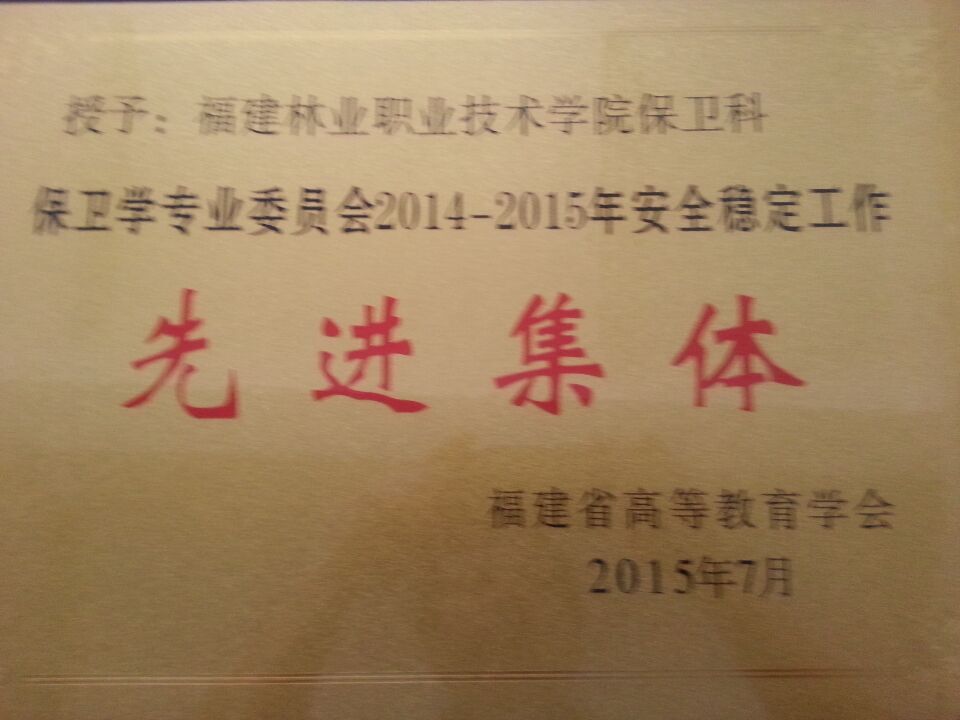 授予：福建林业职业技术学院保卫科
保卫学专业委员会2014-2015年安全稳定工作
先进集体
福建省高等教育学会
2015年7月